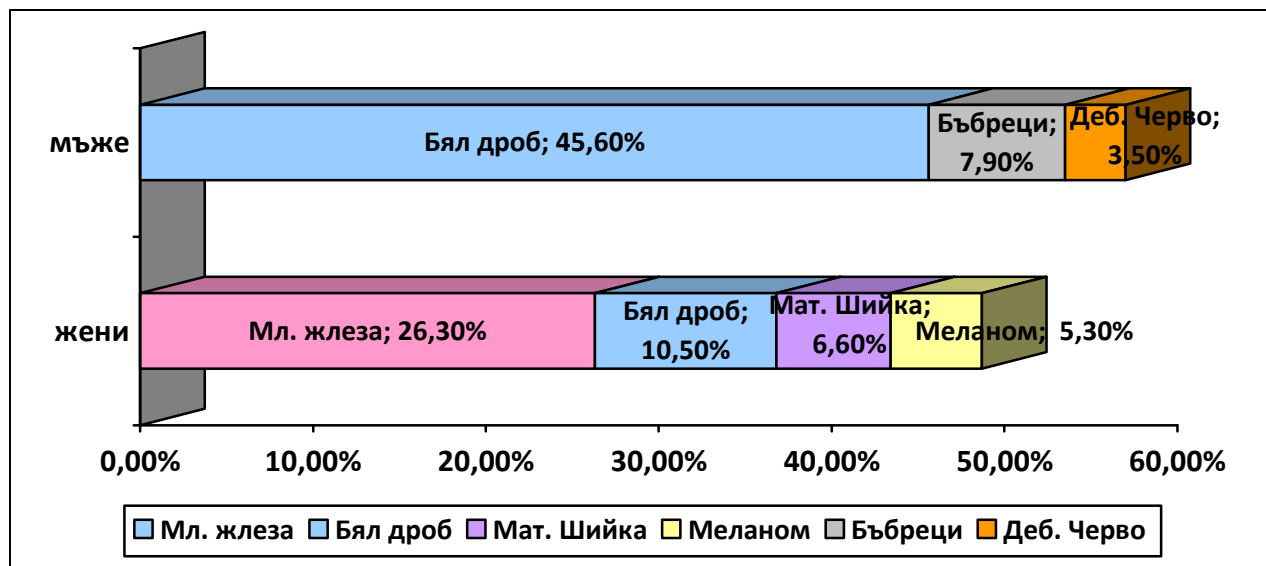 мъже
Бял дроб; 45,60%
Бъбреци;
7,90%
Деб. Черво;
3,50%
жени
Мл. жлеза; 26,30%
Бял дроб;
10,50%
Мат. Шийка;
6,60%
Меланом; 5,30%
0,00% 10,00% 20,00% 30,00% 40,00% 50,00% 60,00%
Мл. жлеза Бял дроб Мат. Шийка Меланом Бъбреци Деб. Черво